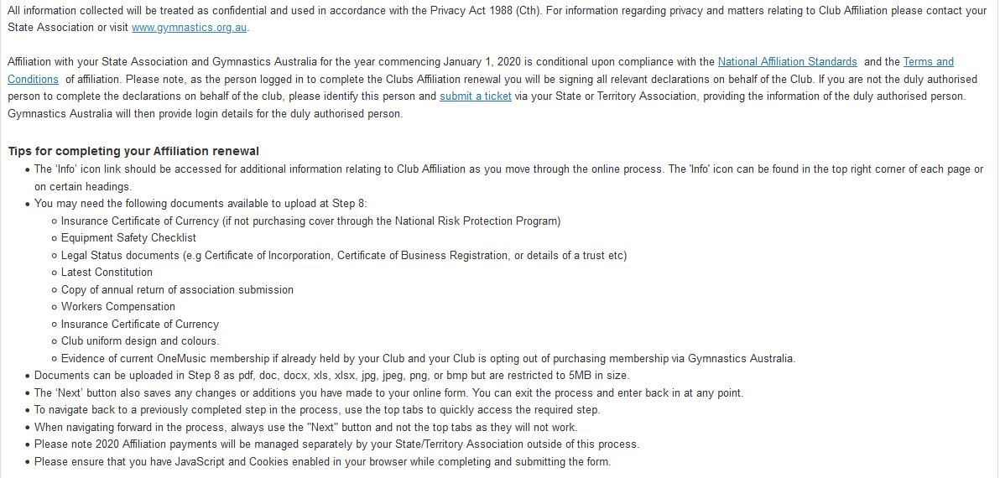 All information collected will be treated as confidential and used in accordance with the Privacy Act 1988 (Cth). For information regarding privacy and matters relating to Club Affiliation please contact your
State Association or visit www.gymnastics.org.au.
Affiliation with your State Association and Gymnastics Australia for the year commencing January 1, 2020 is conditional upon compliance with the National Affiliation Standards and the Terms and
Conditions of affiliation. Please note, as the person logged in to complete the Clubs Affiliation renewal you will be signing all relevant declarations on behalf of the Club. If you are not the duly authorised
person to complete the declarations on behalf of the club, please identify this person and submit a ticket via your State or Territory Association, providing the information of the duly authorised person.
Gymnastics Australia will then provide login details for the duly authorised person.
Tips for completing your Affiliation renewal
• The ‘Info’ icon link should be accessed for additional information relating to Club Affiliation as you move through the online process. The 'Info' icon can be found in the top right corner of each page or
on certain headings.
• You may need the following documents available to upload at Step 8:
◦ Insurance Certificate of Currency (if not purchasing cover through the National Risk Protection Program)
◦ Equipment Safety Checklist
◦ Legal Status documents (e.g Certificate of Incorporation, Certificate of Business Registration, or details of a trust etc)
◦ Latest Constitution
◦ Copy of annual return of association submission
◦ Workers Compensation
◦ Insurance Certificate of Currency
◦ Club uniform design and colours.
◦ Evidence of current OneMusic membership if already held by your Club and your Club is opting out of purchasing membership via Gymnastics Australia.
• Documents can be uploaded in Step 8 as pdf, doc, docx, xls, xlsx, jpg, jpeg, png, or bmp but are restricted to 5MB in size.
• The ‘Next’ button also saves any changes or additions you have made to your online form. You can exit the process and enter back in at any point.
• To navigate back to a previously completed step in the process, use the top tabs to quickly access the required step.
• When navigating forward in the process, always use the "Next" button and not the top tabs as they will not work.
• Please note 2020 Affiliation payments will be managed separately by your State/Territory Association outside of this process.
• Please ensure that you have JavaScript and Cookies enabled in your browser while completing and submitting the form.